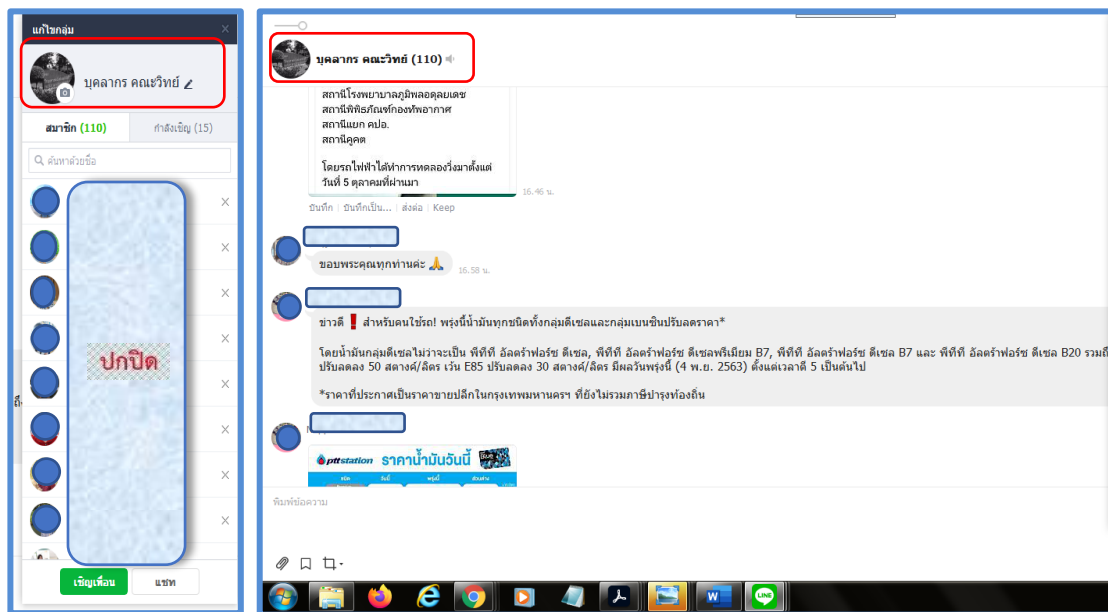 แก้ไขกลุ่ม
บุคลากร คณะวิทย์
สมาชิก (110)
กำลังเชิญ (15)
ค้นหาด้วยชื่อ
ปกปิด
เชิญเพื่อน
แชท
บุคลากร คณะวิทย์ (110)
สถานีโรงพยาบาลภูมิพลอดุลยเดช
สถานีพิพิธภัณฑ์กองทัพอากาศ
สถานีแยก คปอ.
สถานีคูคต
โดยรถไฟฟ้าได้ทำการทดลองวิ่งมาตั้งแต่
วันที่ 5 ตุลาคมที่ผ่านมา
16.46 น.
บันทึก | บันทึกเป็น... | ส่งต่อ | Keep
ขอบพระคุณทุกท่านค่ะ 🙏
16.58 น.
ข่าวดี❗ สำหรับคนใช้รถ! พรุ่งนี้น้ำมันทุกชนิดทั้งกลุ่มดีเซลและกลุ่มเบนซินปรับลดราคา*
โดยน้ำมันกลุ่มดีเซลไม่ว่าจะเป็น พีทีที อัลตร้าฟอร์ซ ดีเซล, พีทีที อัลตร้าฟอร์ซ ดีเซลพรีเมียม B7, พีทีที อัลตร้าฟอร์ซ ดีเซล B7 และ พีทีที อัลตร้าฟอร์ซ ดีเซล B20 รวมถึ
ปรับลดลง 50 สตางค์/ลิตร เว้น E85 ปรับลดลง 30 สตางค์/ลิตร มีผลวันพรุ่งนี้ (4 พ.ย. 2563) ตั้งแต่เวลาตี 5 เป็นต้นไป
*ราคาที่ประกาศเป็นราคาขายปลีกในกรุงเทพมหานครฯ ที่ยังไม่รวมภาษีบำรุงท้องถิ่น
pttstation ราคาน้ำมันวันนี้
ชนิด วันนี้ พรุ่งนี้ ส่วนต่าง
พิมพ์ข้อความ
LINE